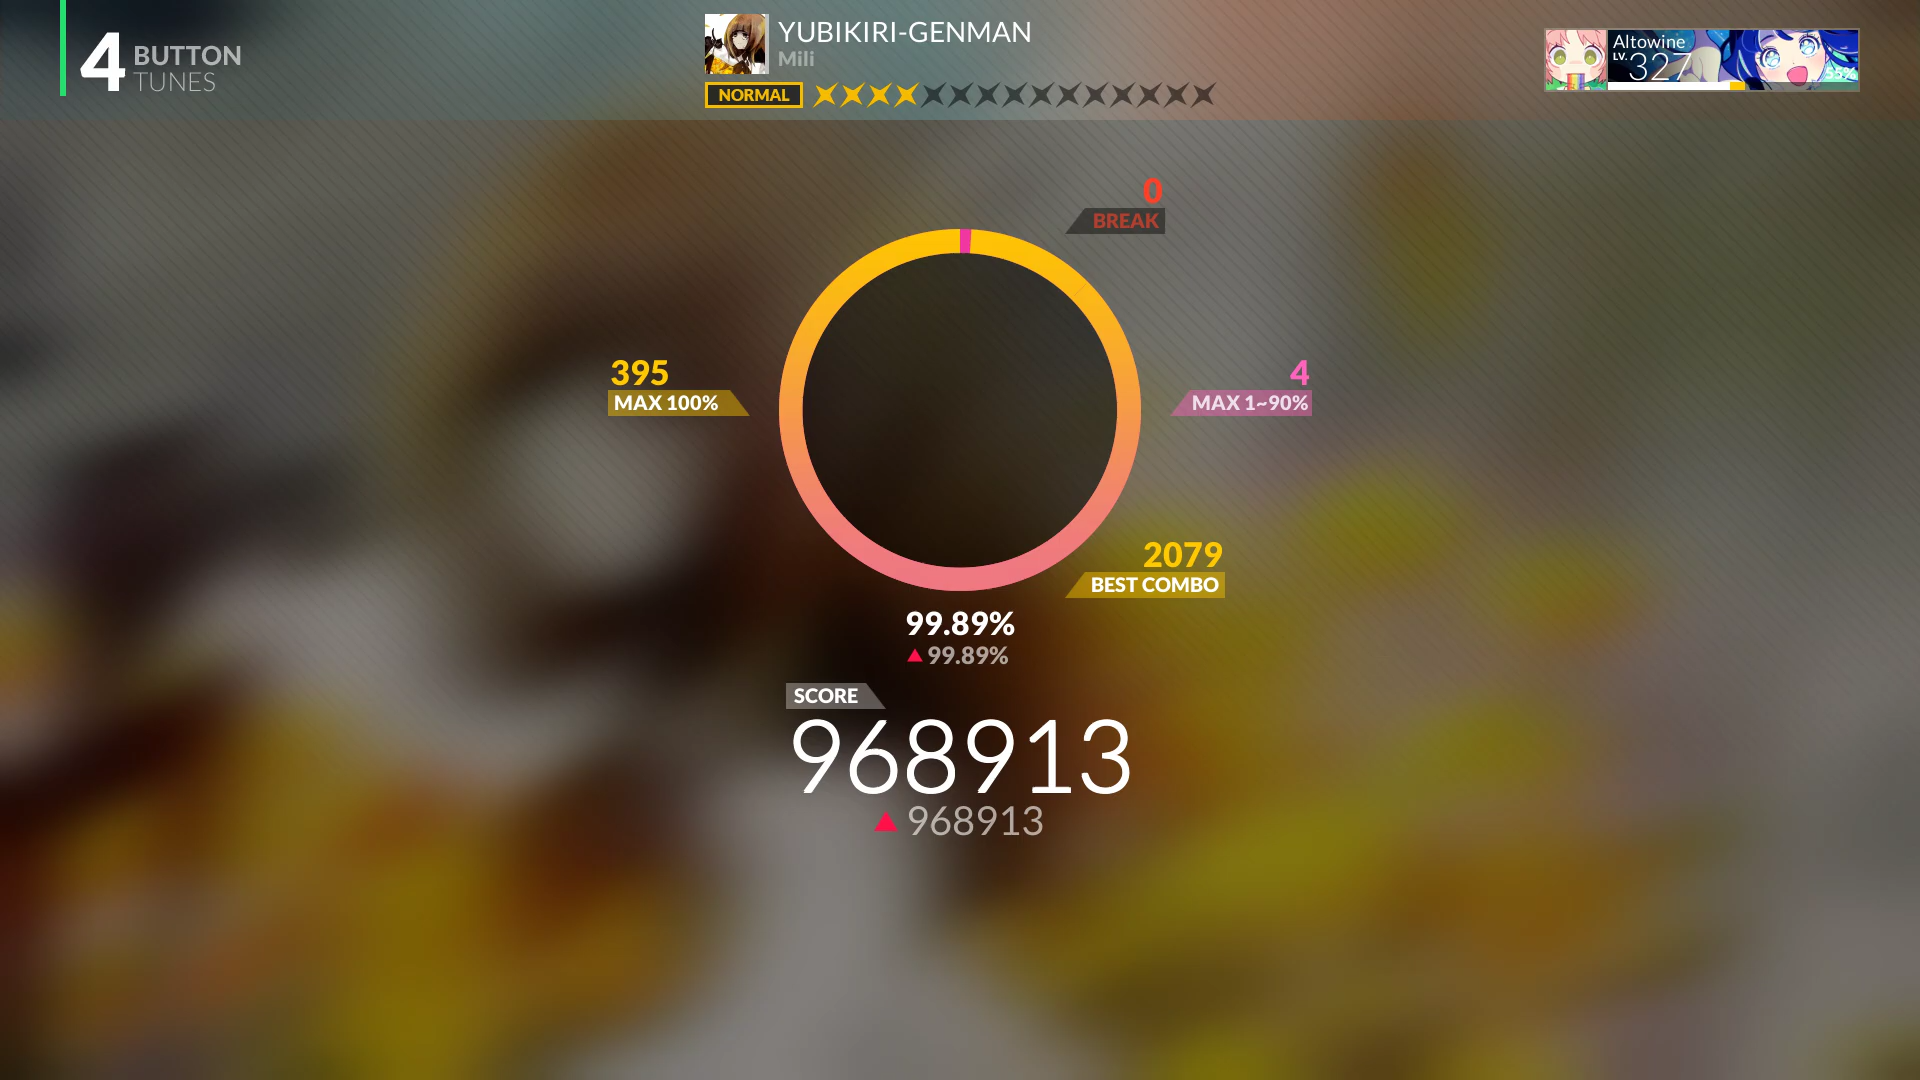 4 BUTTON
TUNES
YUBIKIRI-GENMAN
Mili
NORMAL
Altowine
LV. 327
55%
0
BREAK
395
MAX 100%
4
MAX 1~90%
2079
BEST COMBO
99.89%
99.89%
SCORE
968913
968913